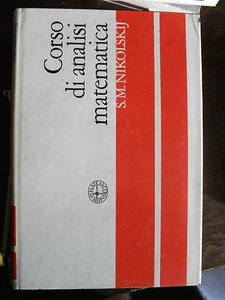 Corso
di analisi
matematica
S.M. NIKOLSKIJ